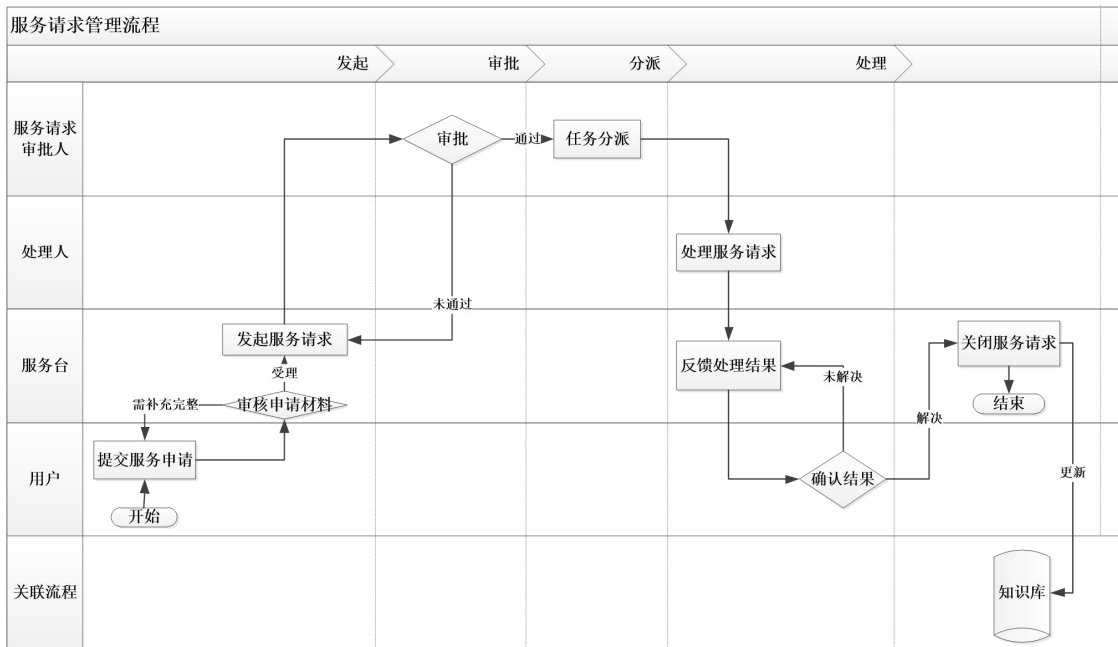 服务请求管理流程
发起
审批
分派
处理
服务请求
审批人
审批
通过
任务分派
处理人
处理服务请求
未通过
服务台
发起服务请求
受理
需补充完整
审核申请材料
反馈处理结果
未解决
解决
关闭服务请求
结束
用户
提交服务申请
开始
确认结果
更新
关联流程
知识库